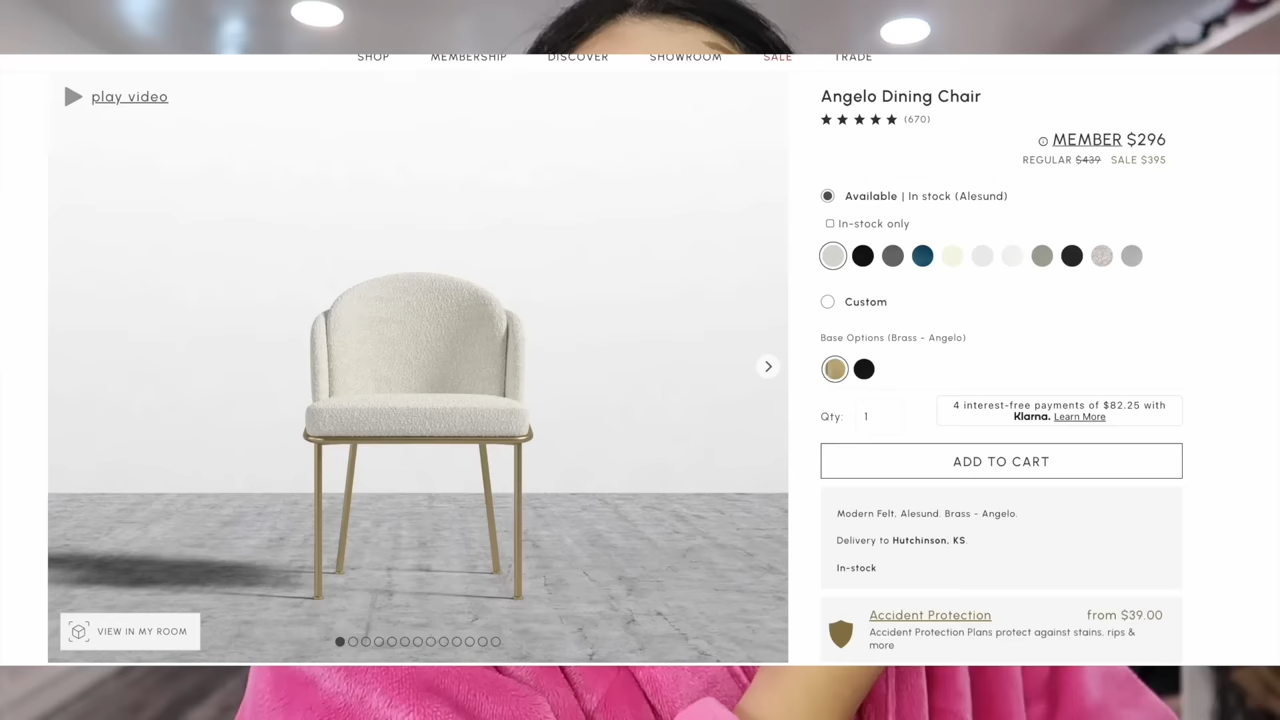 SHOP MEMBERSHIP DISCOVER SHOWROOM SALE TRADE
play video
Angelo Dining Chair
(670)
MEMBER $296
REGULAR $439 SALE $395
Available | In stock (Alesund)
In-stock only
Custom
Base Options (Brass - Angelo)
Qty: 1
4 interest-free payments of $82.25 with
Klarna. Learn More
ADD TO CART
Modern Felt, Alesund. Brass - Angelo.
Delivery to Hutchinson, KS.
In-stock
Accident Protection from $39.00
Accident Protection Plans protect against stains, rips &
more
VIEW IN MY ROOM